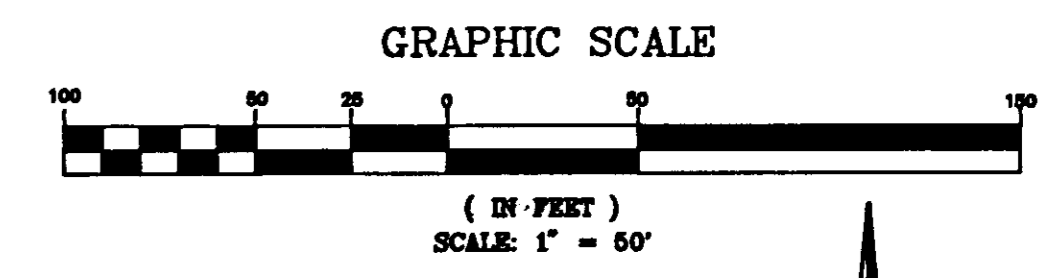 GRAPHIC SCALE
100 50 25 0 50 150
( IN FEET )
SCALE: 1" = 50'